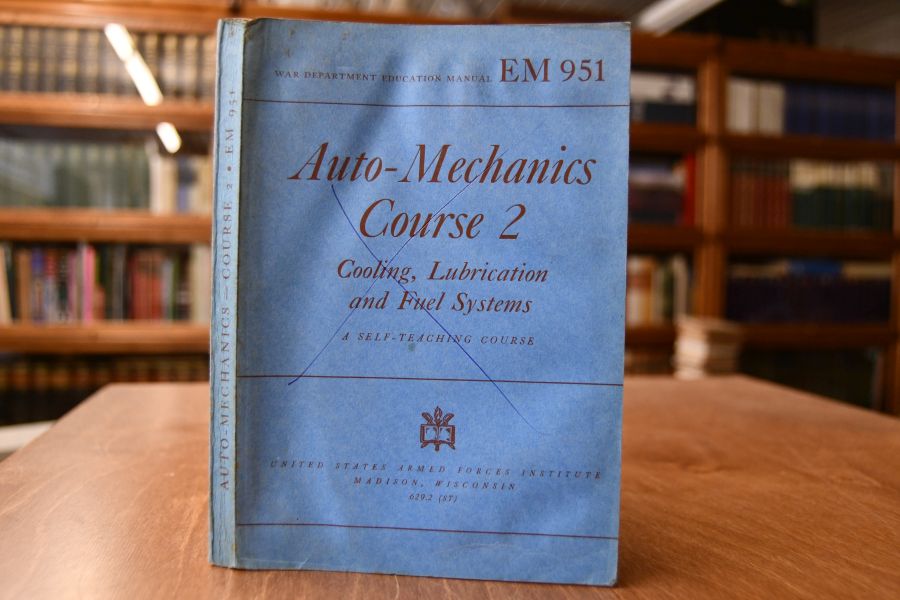 WAR DEPARTMENT EDUCATION MANUAL EM 951
Auto-Mechanics
Course 2
Cooling, Lubrication
and Fuel Systems
A SELF-TEACHING COURSE
UNITED STATES ARMED FORCES INSTITUTE
MADISON, WISCONSIN
629.2 (ST)
AUTO-MECHANICS—COURSE 2 • EM 951